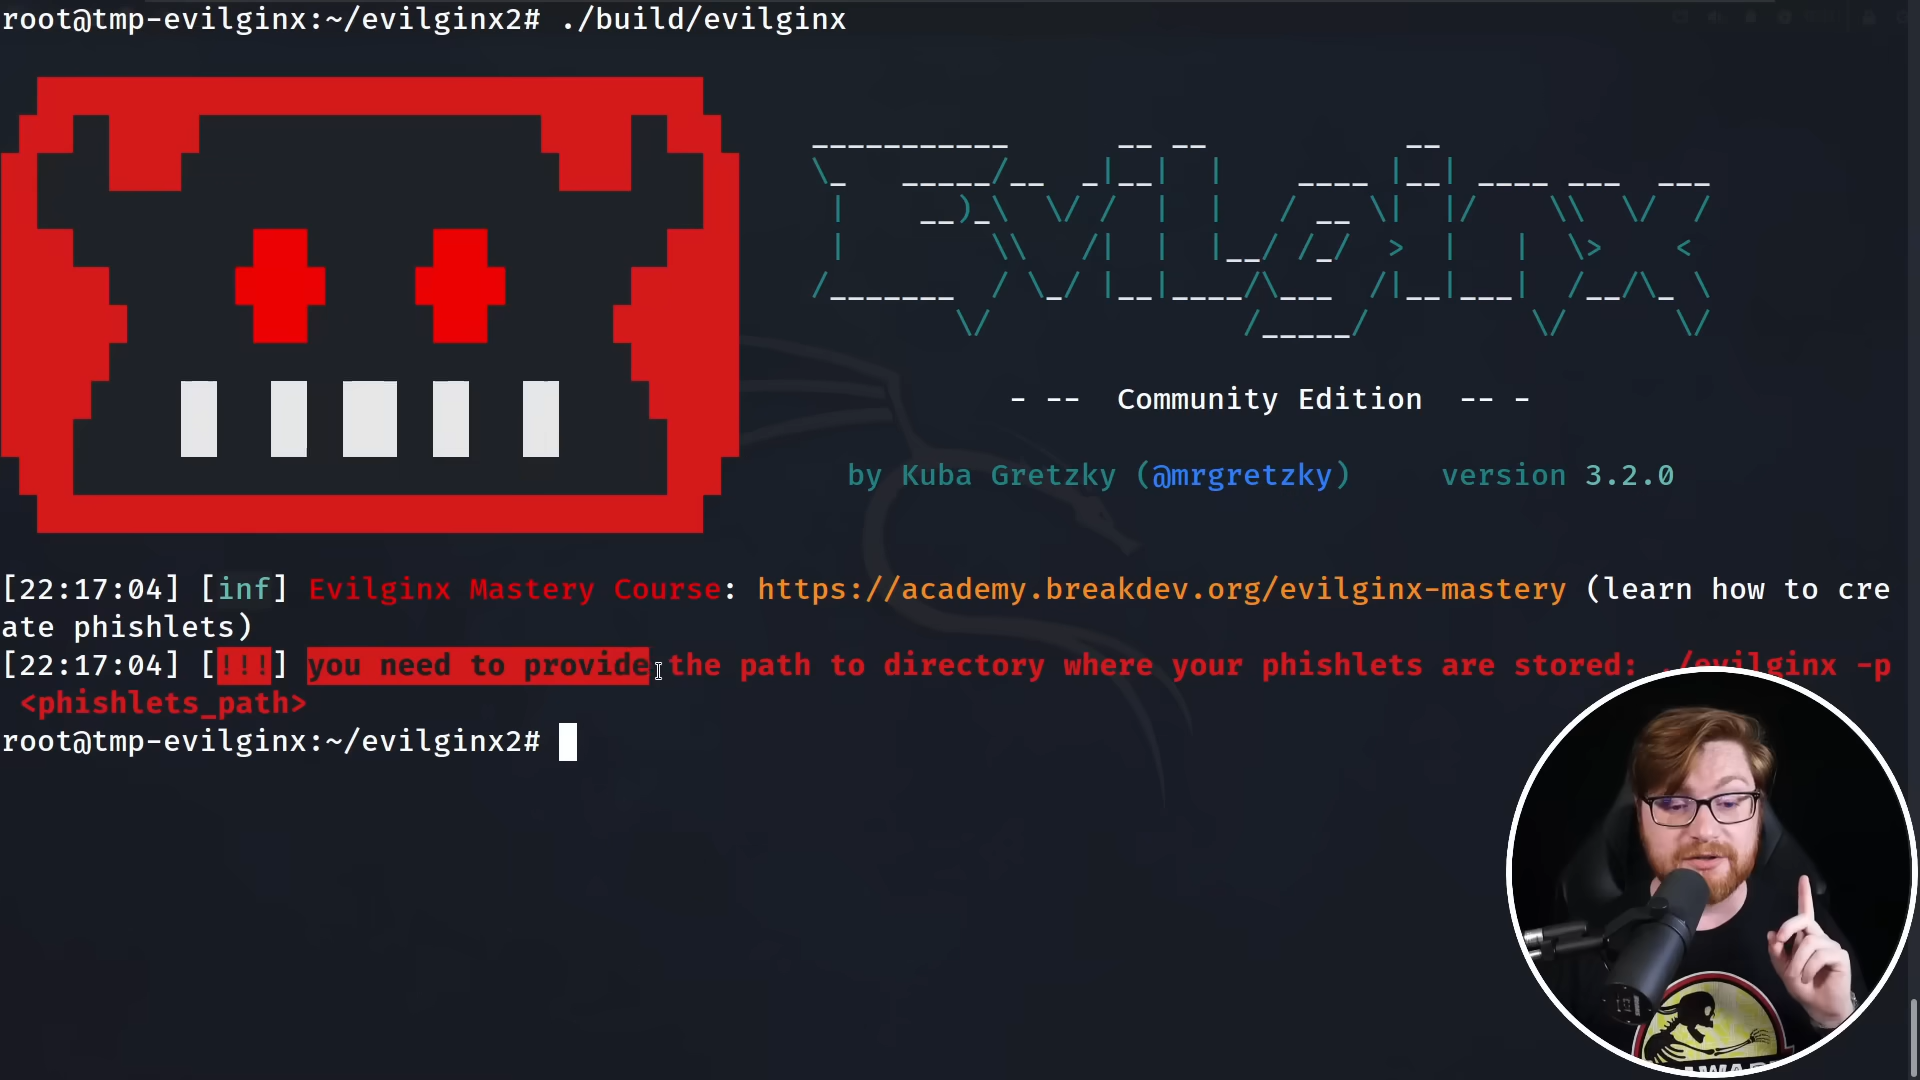 root@tmp-evilginx:~/evilginx2# ./build/evilginx
- -- Community Edition -- -
by Kuba Gretzky (@mrgretzky) version 3.2.0
[22:17:04] [inf] Evilginx Mastery Course: https://academy.breakdev.org/evilginx-mastery (learn how to cre
ate phishlets)
[22:17:04] [!!!] you need to provide the path to directory where your phishlets are stored: ./evilginx -p
<phishlets_path>
root@tmp-evilginx:~/evilginx2#